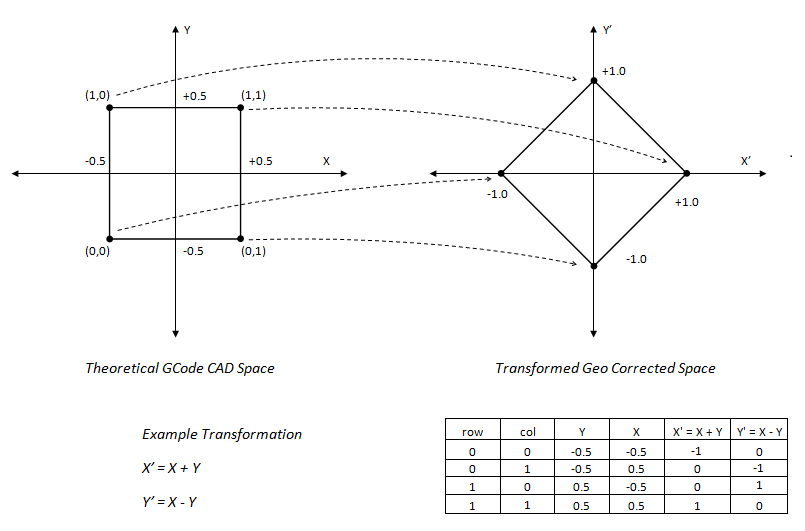 Y
Y′
+1.0
(1,0)
+0.5
(1,1)
-0.5
+0.5
X
X′
-1.0
+1.0
(0,0)
-0.5
(0,1)
-1.0
Theoretical GCode CAD Space
Transformed Geo Corrected Space
Example Transformation
X′ = X + Y
Y′ = X - Y
row col Y X X' = X + Y Y' = X - Y
0 0 -0.5 -0.5 -1 0
0 1 -0.5 0.5 0 -1
1 0 0.5 -0.5 0 1
1 1 0.5 0.5 1 0